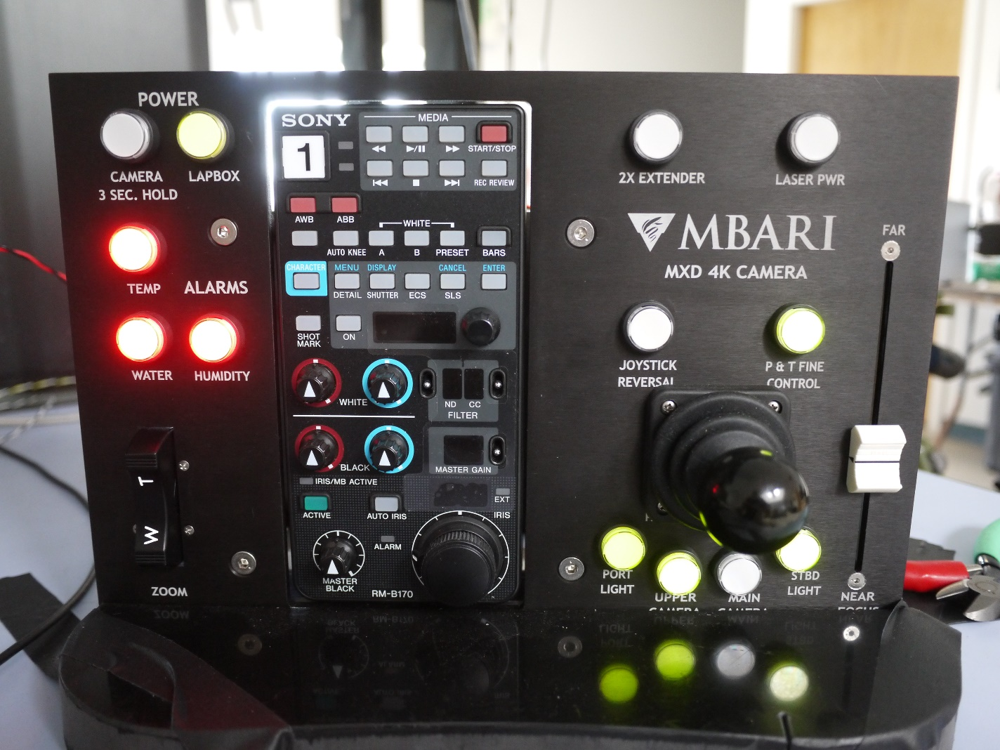 POWER
CAMERA
3 SEC. HOLD
LAPBOX
TEMP
ALARMS
WATER
HUMIDITY
T
W
ZOOM
SONY
1
MEDIA
START/STOP
REC REVIEW
AWB
ABB
WHITE
AUTO KNEE
A
B
PRESET
BARS
CHARACTER
MENU
DISPLAY
CANCEL
ENTER
DETAIL
SHUTTER
ECS
SLS
SHOT
MARK
ON
WHITE
ND
CC
FILTER
BLACK
MASTER GAIN
IRIS/MB ACTIVE
EXT
ACTIVE
AUTO IRIS
IRIS
ALARM
MASTER
BLACK
RM-B170
2X EXTENDER
LASER PWR
MBARI
MXD 4K CAMERA
FAR
JOYSTICK
REVERSAL
P & T FINE
CONTROL
PORT
LIGHT
UPPER
CAMERA
MAIN
CAMERA
STBD
LIGHT
NEAR
FOCUS